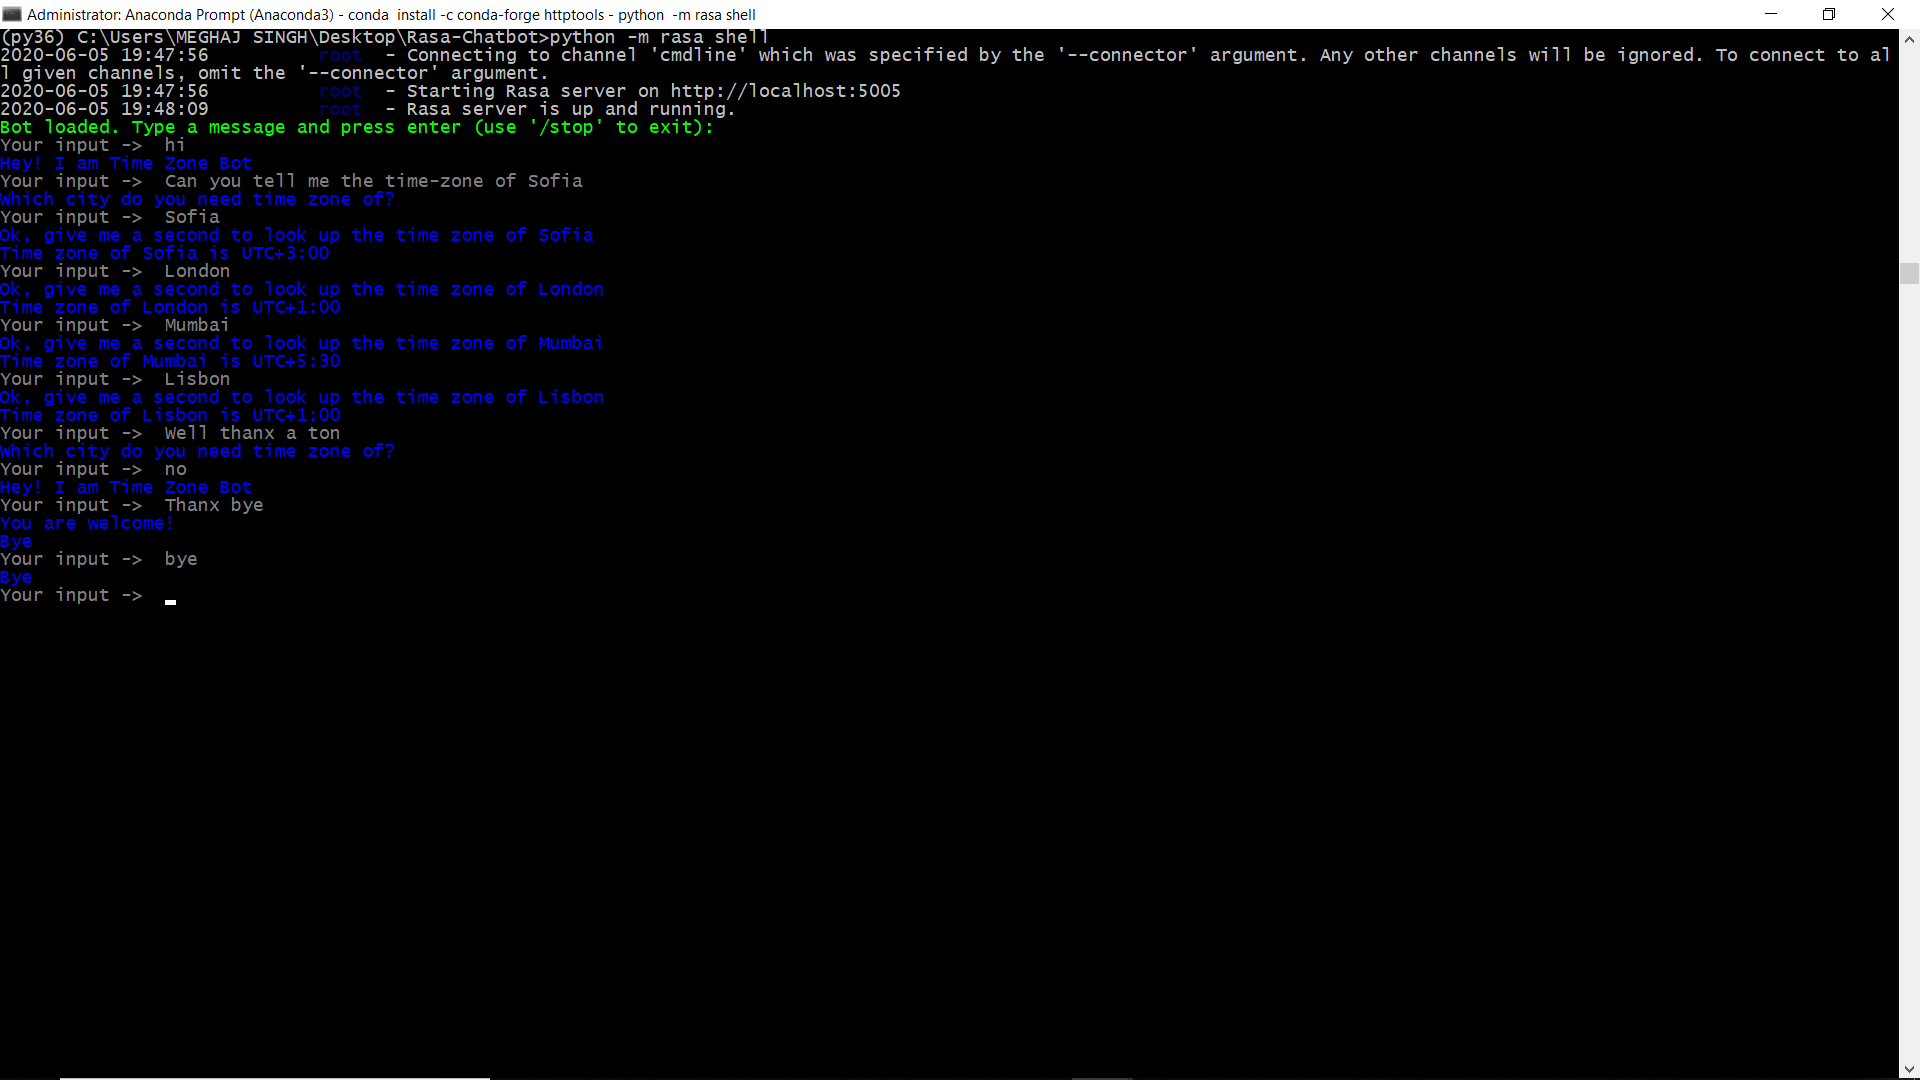 Administrator: Anaconda Prompt (Anaconda3) - conda  install -c conda-forge httptools - python  -m rasa shell
(py36) C:\Users\MEGHAJ SINGH\Desktop\Rasa-Chatbot>python -m rasa shell
2020-06-05 19:47:56          root  - Connecting to channel 'cmdline' which was specified by the '--connector' argument. Any other channels will be ignored. To connect to al
l given channels, omit the '--connector' argument.
2020-06-05 19:47:56          root  - Starting Rasa server on http://localhost:5005
2020-06-05 19:48:09          root  - Rasa server is up and running.
Bot loaded. Type a message and press enter (use '/stop' to exit):
Your input ->  hi
Hey! I am Time Zone Bot
Your input ->  Can you tell me the time-zone of Sofia
Which city do you need time zone of?
Your input ->  Sofia
Ok, give me a second to look up the time zone of Sofia
Time zone of Sofia is UTC+3:00
Your input ->  London
Ok, give me a second to look up the time zone of London
Time zone of London is UTC+1:00
Your input ->  Mumbai
Ok, give me a second to look up the time zone of Mumbai
Time zone of Mumbai is UTC+5:30
Your input ->  Lisbon
Ok, give me a second to look up the time zone of Lisbon
Time zone of Lisbon is UTC+1:00
Your input ->  Well thanx a ton
Which city do you need time zone of?
Your input ->  no
Hey! I am Time Zone Bot
Your input ->  Thanx bye
You are welcome!
Bye
Your input ->  bye
Bye
Your input ->